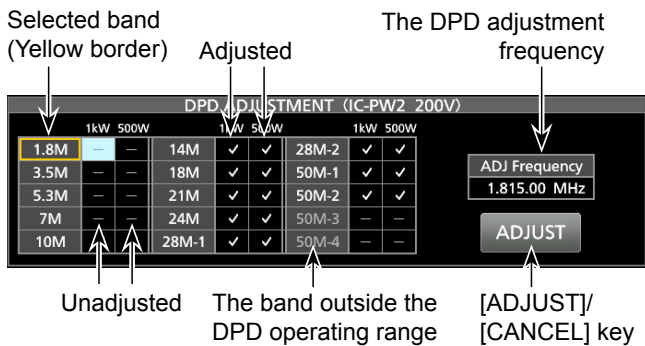 Selected band
(Yellow border)
Adjusted
The DPD adjustment
frequency
DPD ADJUSTMENT (IC-PW2 200V)
1kW 500W 1kW 500W 1kW 500W
1.8M — — 14M ✓ ✓ 28M-2 ✓ ✓
3.5M — — 18M ✓ ✓ 50M-1 ✓ ✓
5.3M — — 21M ✓ ✓ 50M-2 ✓ ✓
7M — — 24M ✓ ✓ 50M-3 — —
10M 28M-1 ✓ ✓ 50M-4 — —
ADJ Frequency
1.815.00 MHz
ADJUST
Unadjusted
The band outside the
DPD operating range
[ADJUST]/
[CANCEL] key